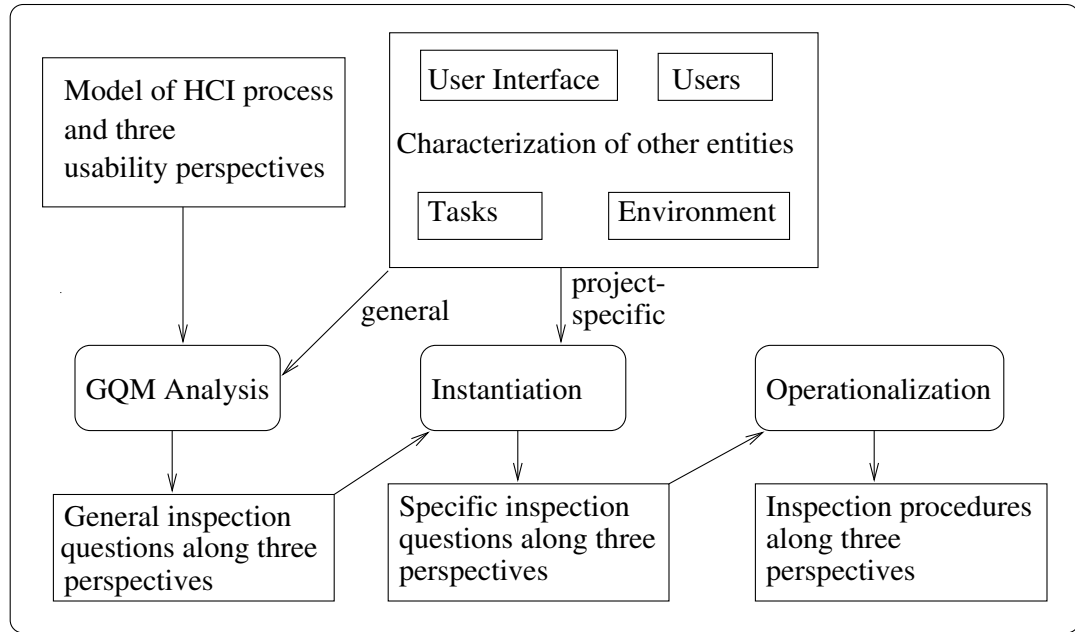 Model of HCI process
and three
usability perspectives
User Interface
Users
Characterization of other entities
Tasks
Environment
general
project-
specific
GQM Analysis
Instantiation
Operationalization
General inspection
questions along three
perspectives
Specific inspection
questions along three
perspectives
Inspection procedures
along three
perspectives